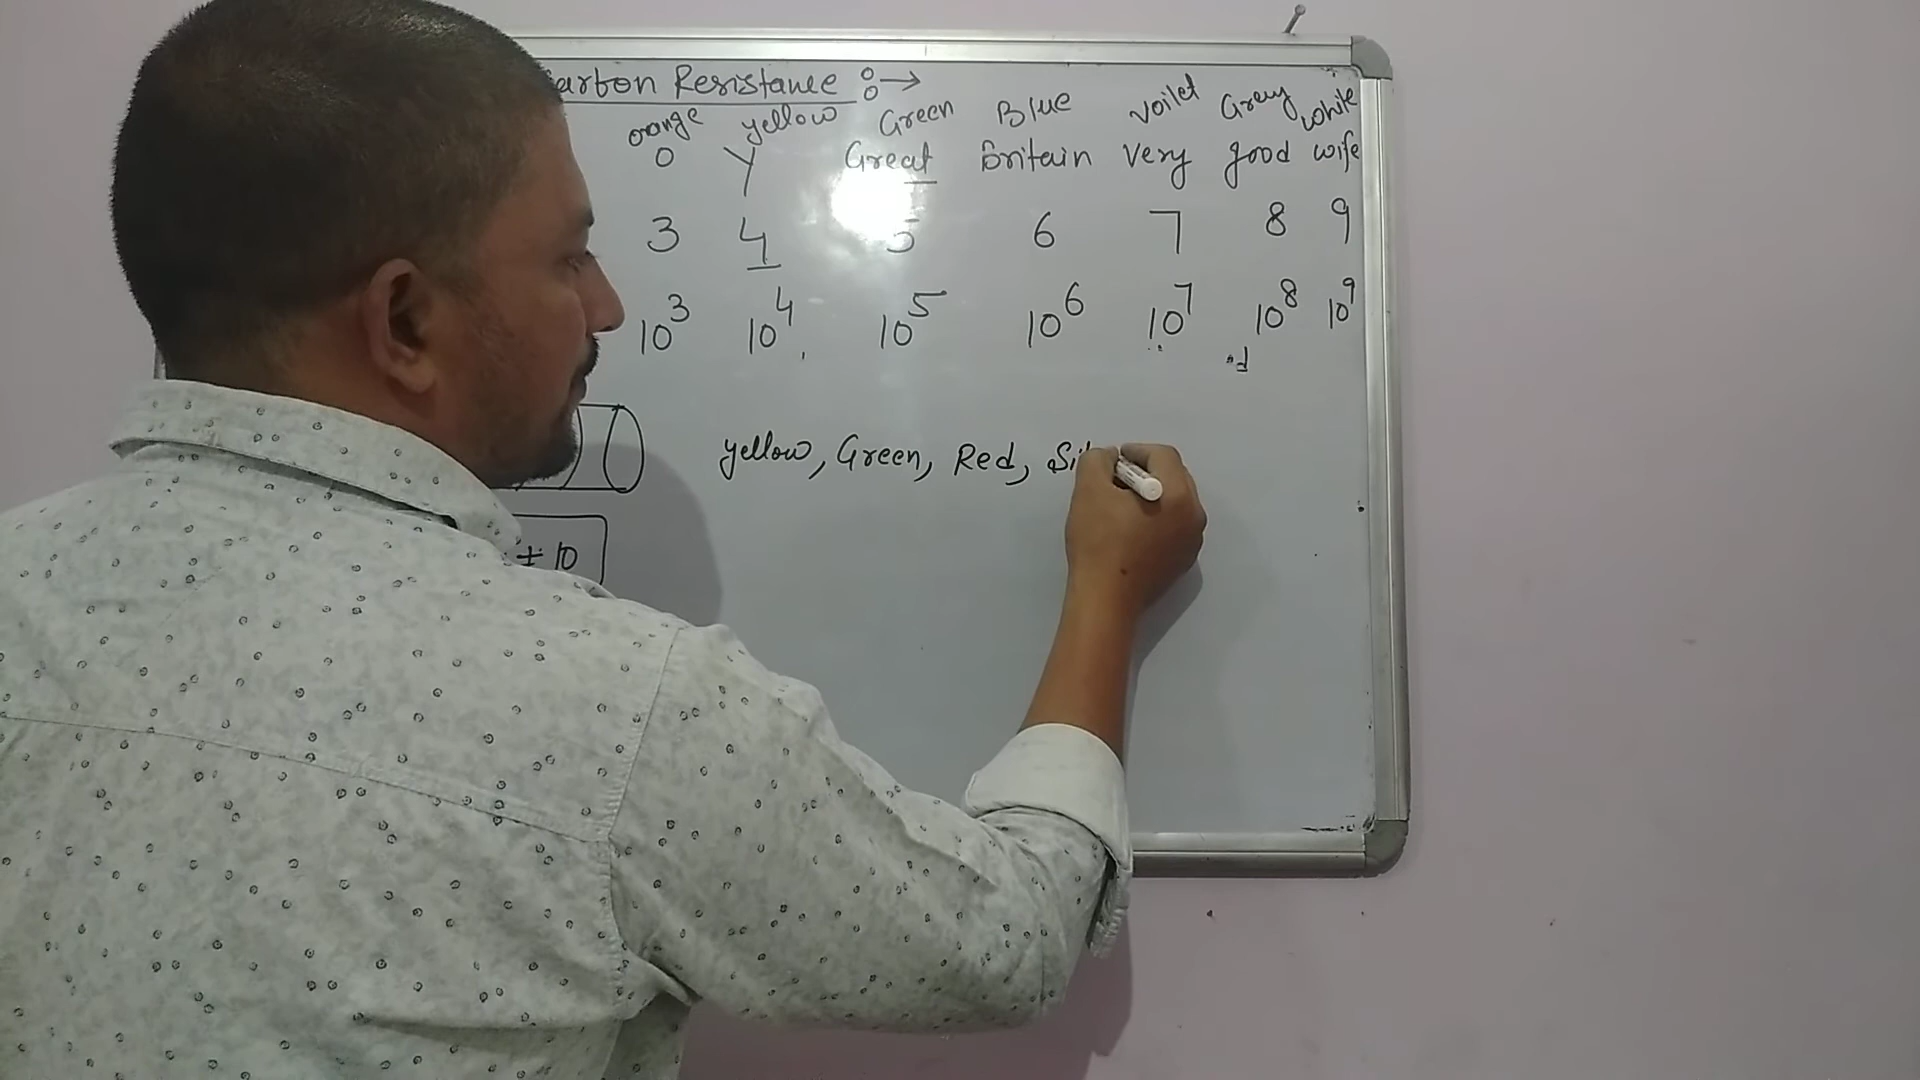 arbon Resistance :→
orange yellow Green Blue voilet Grey white
O Y Great Britain very good wife
3 4 5 6 7 8 9
10³ 10⁴ 10⁵ 10⁶ 10⁷ 10⁸ 10⁹
yellow, Green, Red, Si
± 10